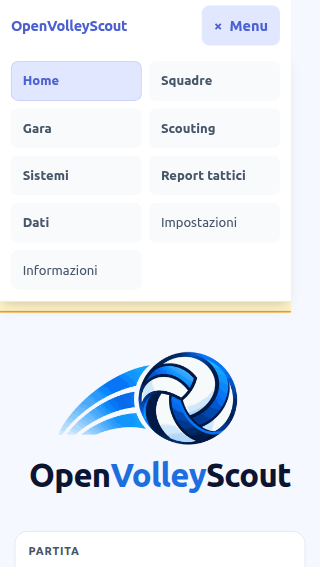 OpenVolleyScout
× Menu
Home
Squadre
Gara
Scouting
Sistemi
Report tattici
Dati
Impostazioni
Informazioni
OpenVolleyScout
PARTITA